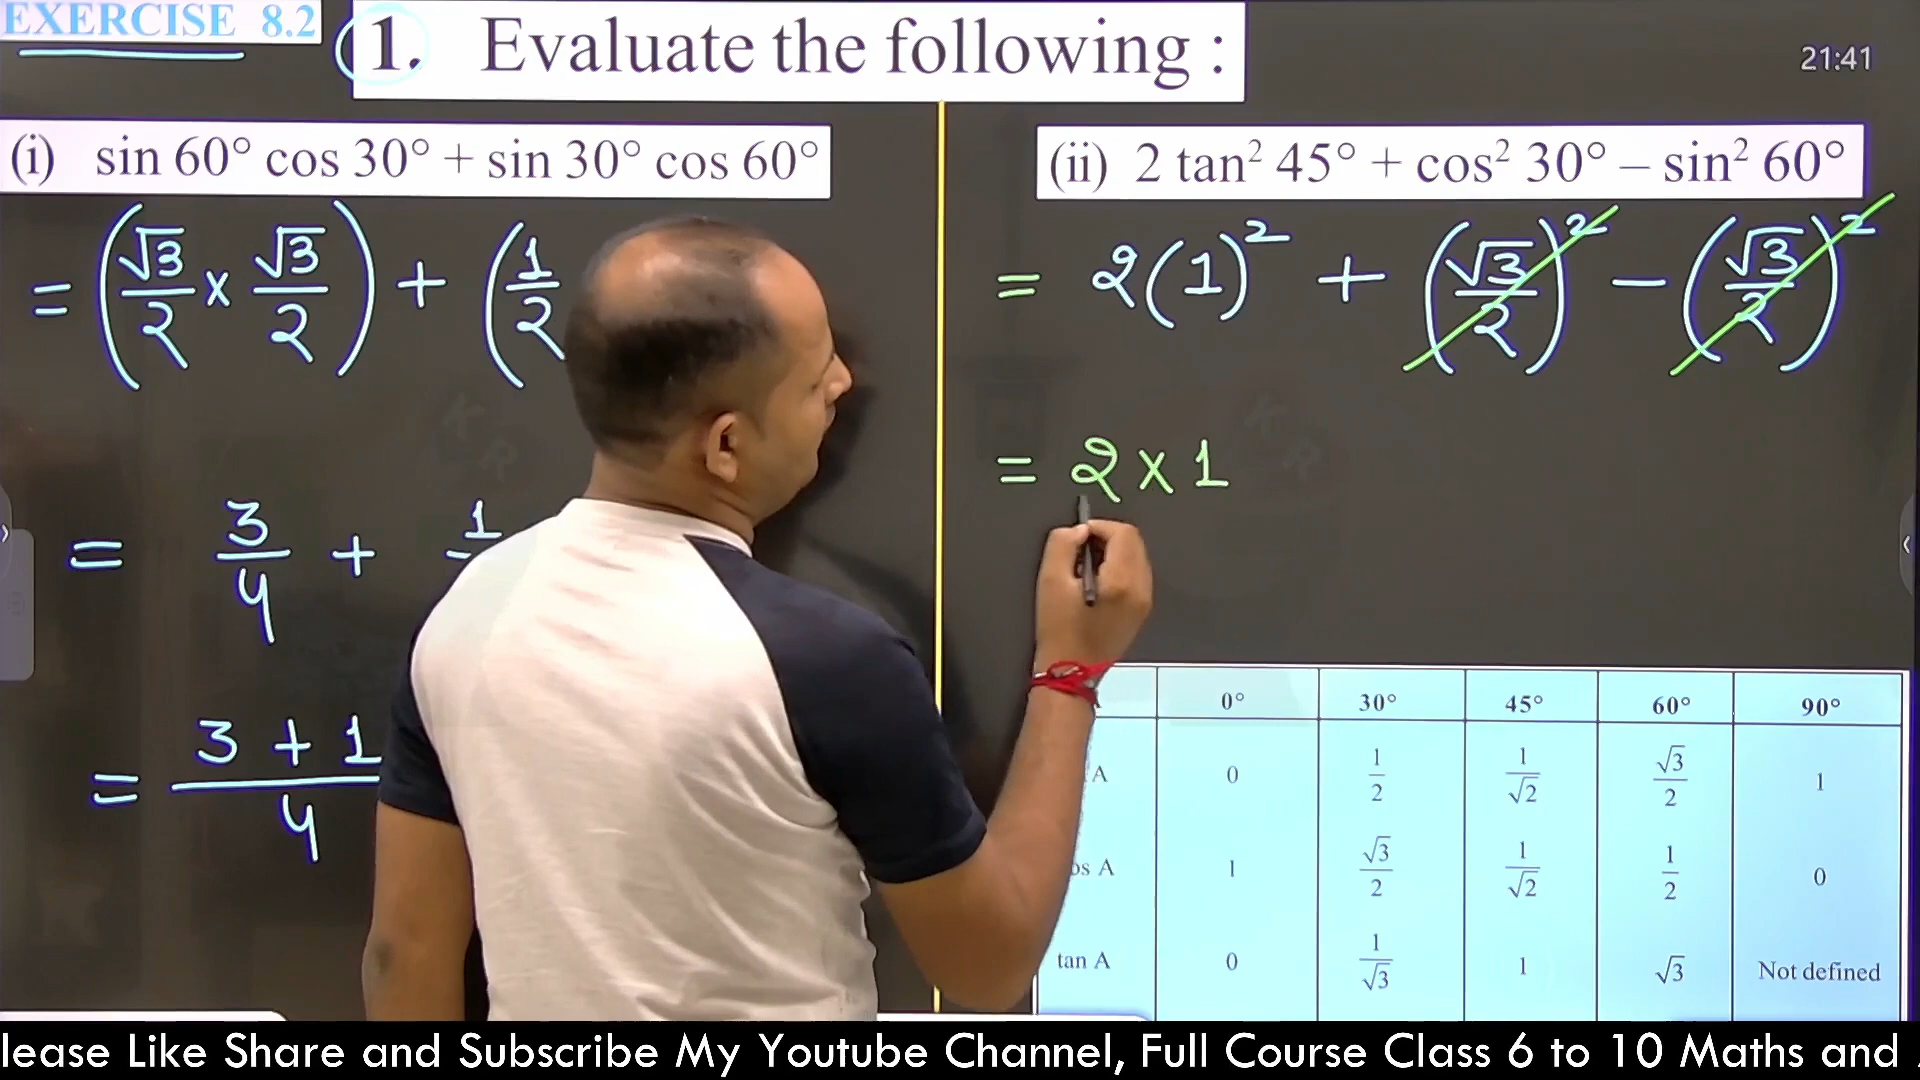 EXERCISE 8.2
1. Evaluate the following :
21:41
(i) sin 60° cos 30° + sin 30° cos 60°
= (√3/2 × √3/2) + (1/2
= 3/4 + 1
= 3 + 1/4
(ii) 2 tan² 45° + cos² 30° – sin² 60°
= 2(1)² + (√3/2)² – (√3/2)²
= 2 × 1
0° 30° 45° 60° 90°
A 0 1/2 1/√2 √3/2 1
os A 1 √3/2 1/√2 1/2 0
tan A 0 1/√3 1 √3 Not defined
lease Like Share and Subscribe My Youtube Channel, Full Course Class 6 to 10 Maths and